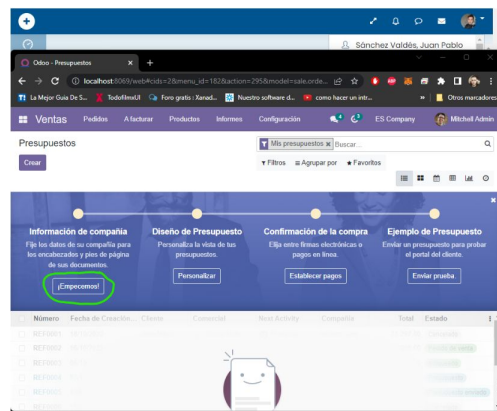 Sánchez Valdés, Juan Pablo
Odoo - Presupuestos
localhost:8069/web#cids=2&menu_id=182&action=295&model=sale.orde...
La Mejor Guia De S... TodofilmxUl Foro gratis : Xanad... Nuestro software d... como hacer un intr... » Otros marcadores
Ventas Pedidos A facturar Productos Informes Configuración ES Company Mitchell Admin
Presupuestos
Mis presupuestos x Buscar...
Crear
Filtros Agrupar por Favoritos
Información de compañía
Fije los datos de su compañía para
los encabezados y pies de página
de sus documentos.
¡Empecemos!
Diseño de Presupuesto
Personaliza la vista de tus
presupuestos.
Personalizar
Confirmación de la compra
Elija entre firmas electrónicas o
pagos en línea.
Establecer pagos
Ejemplo de Presupuesto
Enviar un presupuesto para probar
el portal del cliente.
Enviar prueba.
Número Fecha de Creación... Cliente Comercial Next Activity Compañía Total Estado